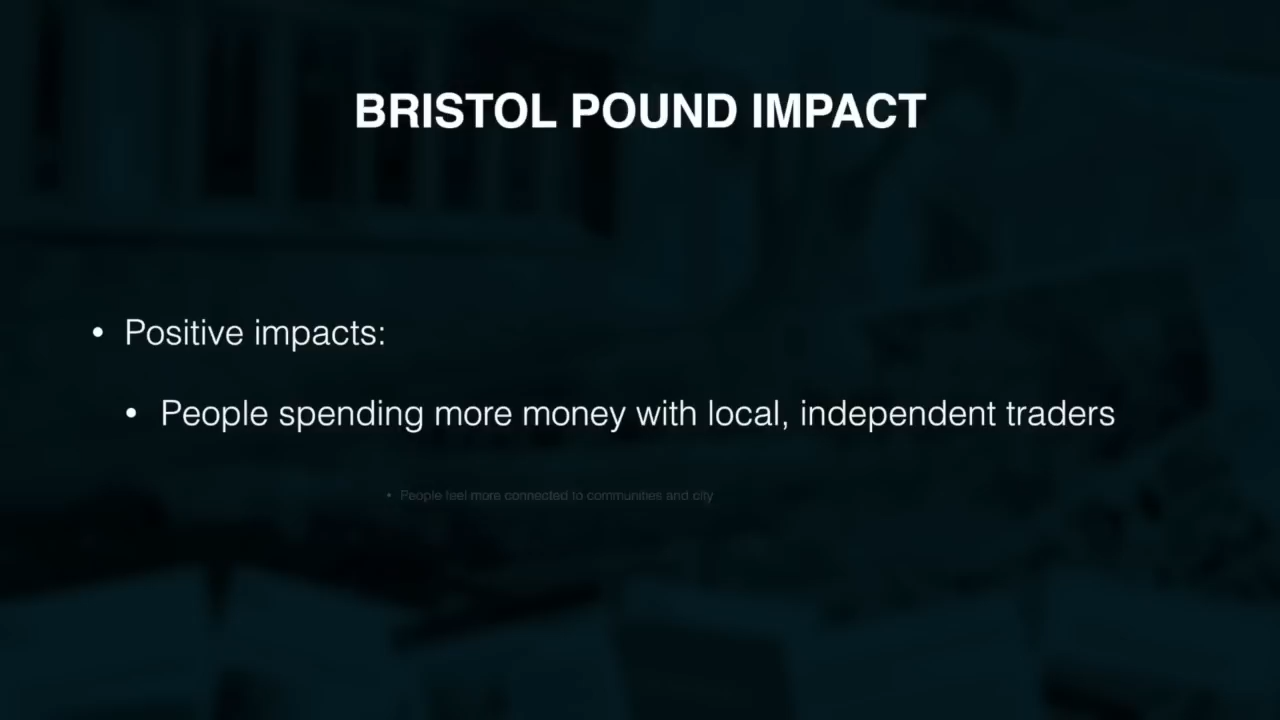 BRISTOL POUND IMPACT
• Positive impacts:
• People spending more money with local, independent traders
• People feel more connected to communities and city